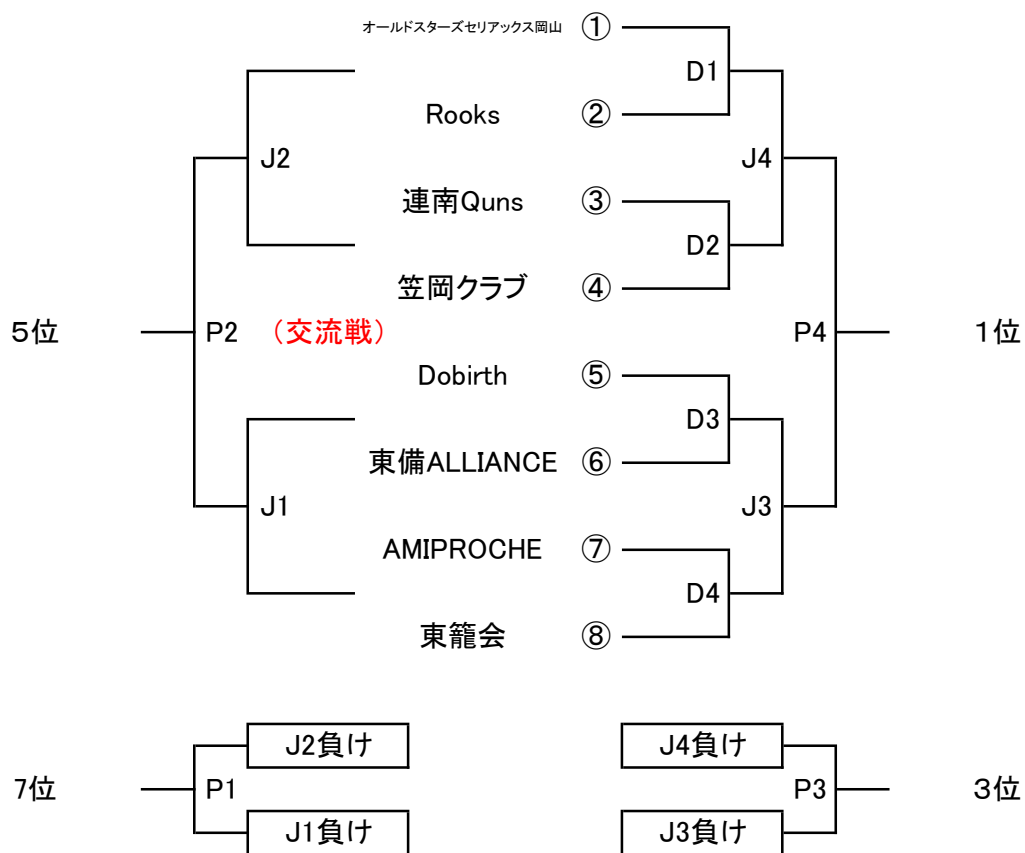 オールドスターズセリアックス岡山 ①
D1
Rooks ②
J2 J4
連南Quns ③
D2
笠岡クラブ ④
5位 P2 (交流戦) P4 1位
Dobirth ⑤
D3
東備ALLIANCE ⑥
J1 J3
AMIPROCHE ⑦
D4
東籠会 ⑧
J2負け J4負け
7位 P1 P3 3位
J1負け J3負け